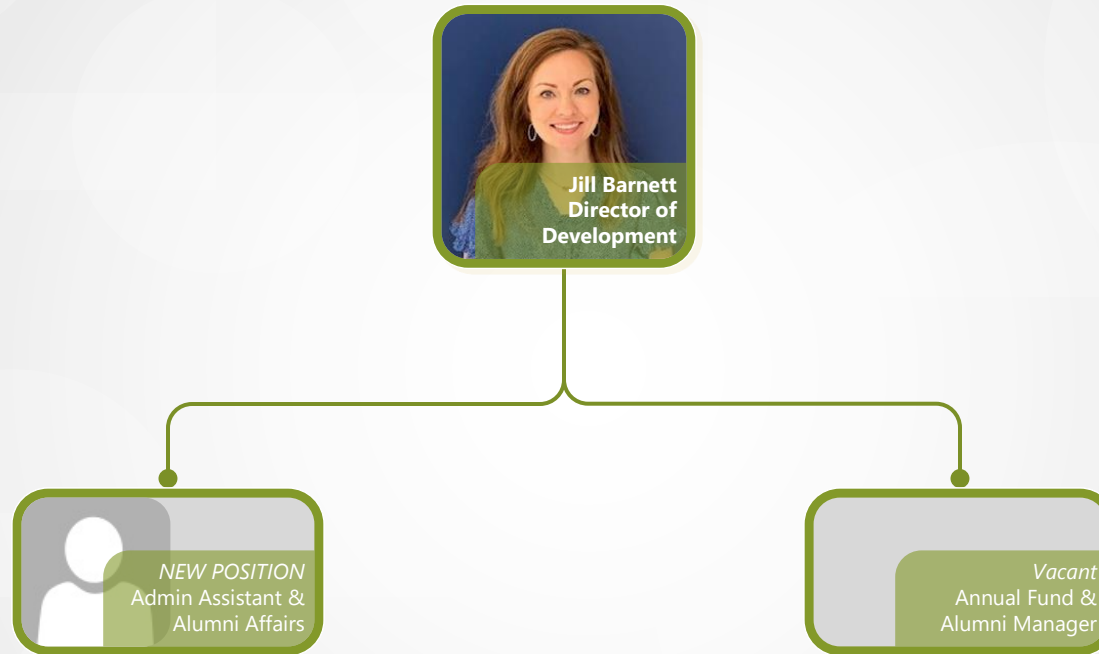 Jill Barnett
Director of
Development
NEW POSITION
Admin Assistant &
Alumni Affairs
Vacant
Annual Fund &
Alumni Manager